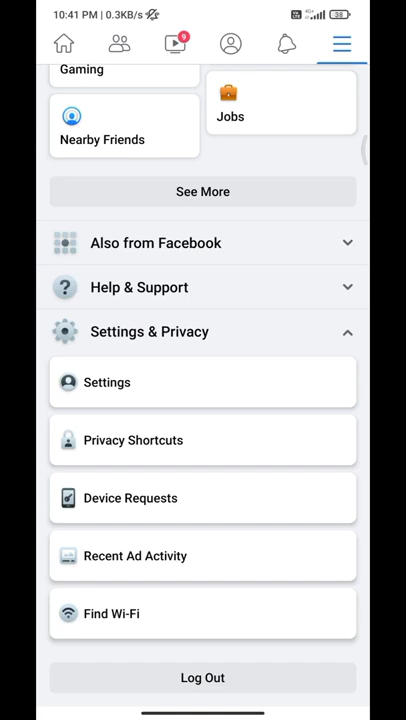 10:41 PM | 0.3KB/s
4G+
38
9
Gaming
Jobs
Nearby Friends
See More
Also from Facebook
? Help & Support
Settings & Privacy
Settings
Privacy Shortcuts
Device Requests
Recent Ad Activity
Find Wi-Fi
Log Out